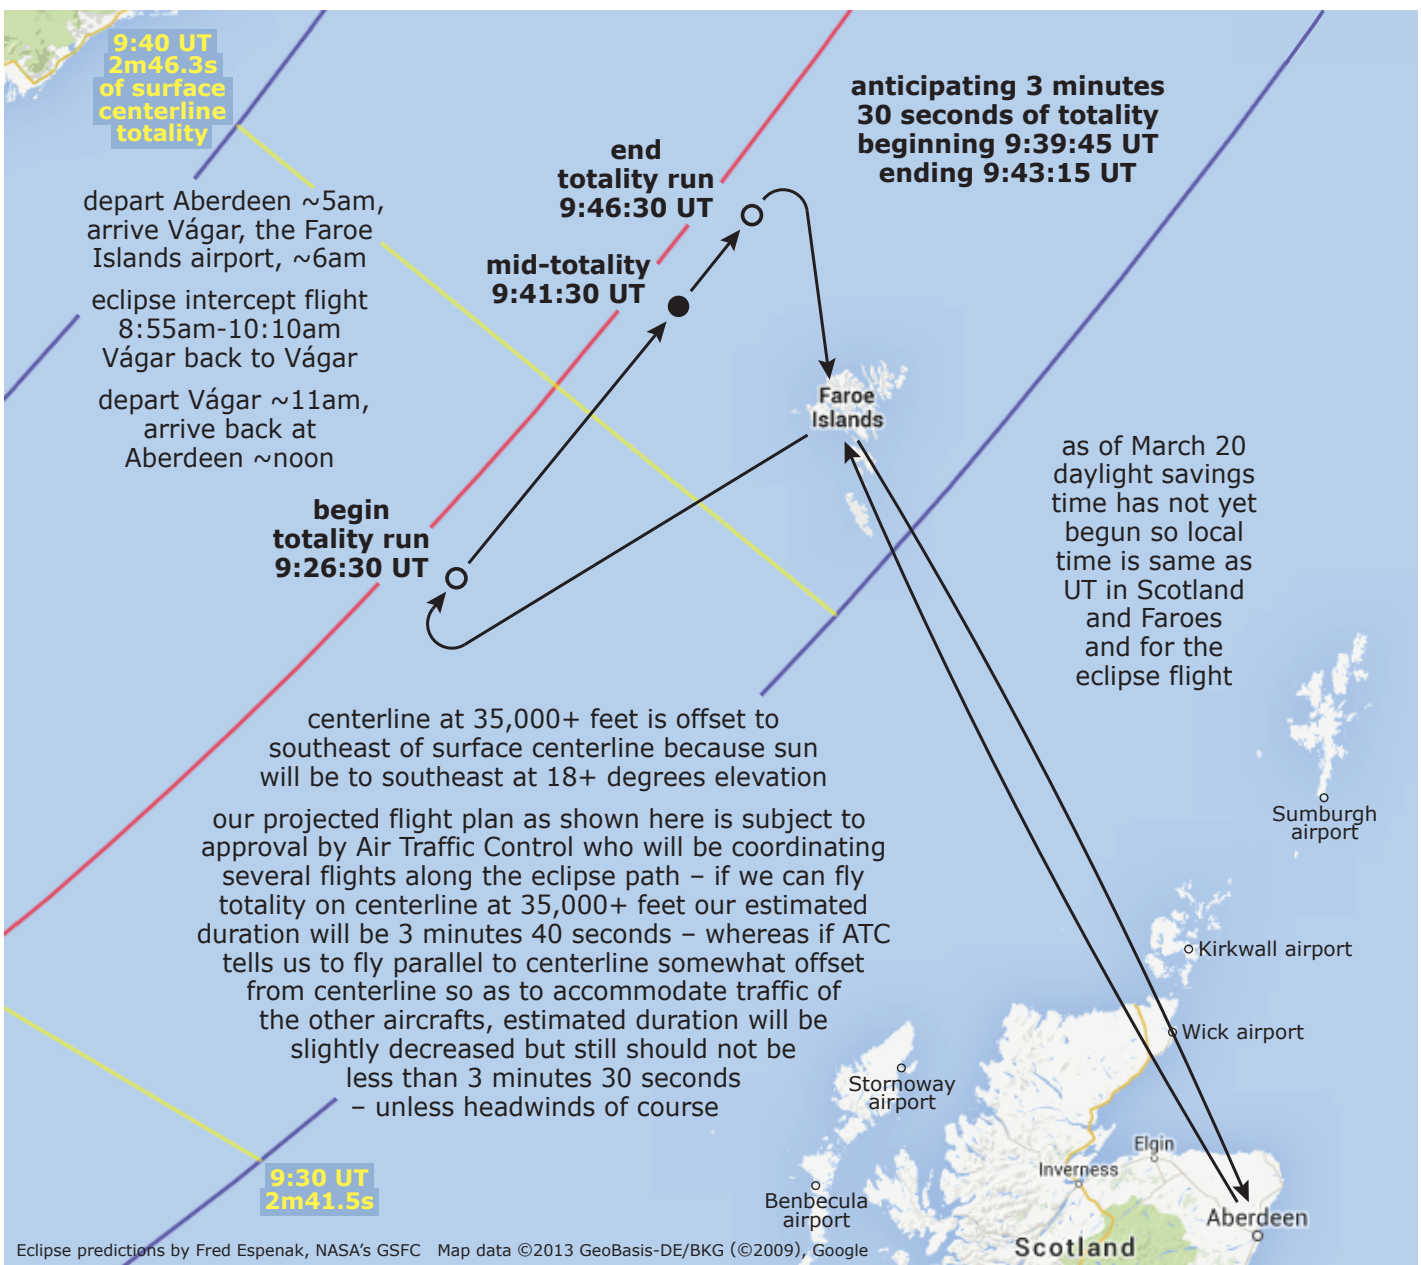 9:40 UT
2m46.3s
of surface
centerline
totality
anticipating 3 minutes
30 seconds of totality
beginning 9:39:45 UT
ending 9:43:15 UT
end
totality run
9:46:30 UT
depart Aberdeen ~5am,
arrive Vágar, the Faroe
Islands airport, ~6am
mid-totality
9:41:30 UT
eclipse intercept flight
8:55am-10:10am
Vágar back to Vágar
depart Vágar ~11am,
arrive back at
Aberdeen ~noon
Faroe
Islands
as of March 20
daylight savings
time has not yet
begun so local
time is same as
UT in Scotland
and Faroes
and for the
eclipse flight
begin
totality run
9:26:30 UT
centerline at 35,000+ feet is offset to
southeast of surface centerline because sun
will be to southeast at 18+ degrees elevation
our projected flight plan as shown here is subject to
approval by Air Traffic Control who will be coordinating
several flights along the eclipse path – if we can fly
totality on centerline at 35,000+ feet our estimated
duration will be 3 minutes 40 seconds – whereas if ATC
tells us to fly parallel to centerline somewhat offset
from centerline so as to accommodate traffic of
the other aircrafts, estimated duration will be
slightly decreased but still should not be
less than 3 minutes 30 seconds
– unless headwinds of course
Sumburgh
airport
Kirkwall airport
Wick airport
Stornoway
airport
Elgin
Inverness
Benbecula
airport
Aberdeen
Scotland
9:30 UT
2m41.5s
Eclipse predictions by Fred Espenak, NASA's GSFC Map data ©2013 GeoBasis-DE/BKG (©2009), Google